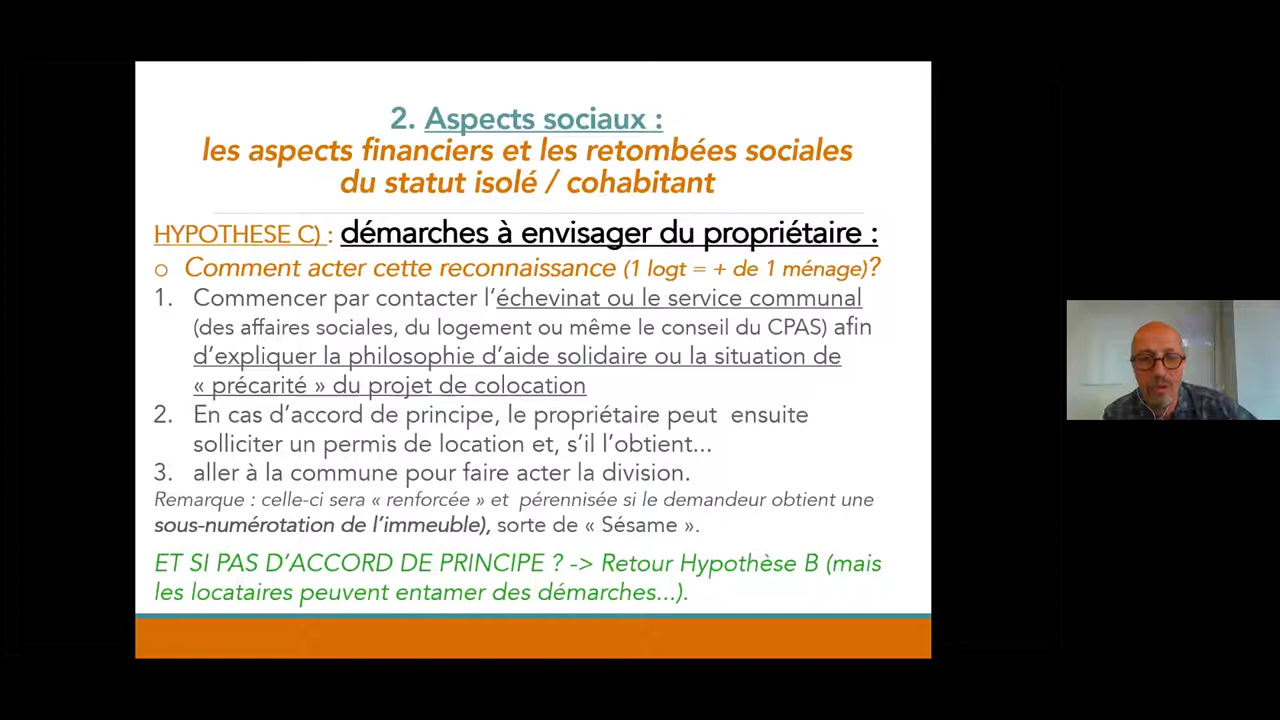 2. Aspects sociaux :
les aspects financiers et les retombées sociales
du statut isolé / cohabitant
HYPOTHESE C) : démarches à envisager du propriétaire :
o Comment acter cette reconnaissance (1 logt = + de 1 ménage)?
1. Commencer par contacter l'échevinat ou le service communal
(des affaires sociales, du logement ou même le conseil du CPAS) afin
d'expliquer la philosophie d'aide solidaire ou la situation de
« précarité » du projet de colocation
2. En cas d'accord de principe, le propriétaire peut ensuite
solliciter un permis de location et, s'il l'obtient...
3. aller à la commune pour faire acter la division.
Remarque : celle-ci sera « renforcée » et pérennisée si le demandeur obtient une
sous-numérotation de l'immeuble), sorte de « Sésame ».
ET SI PAS D'ACCORD DE PRINCIPE ? -> Retour Hypothèse B (mais
les locataires peuvent entamer des démarches...).